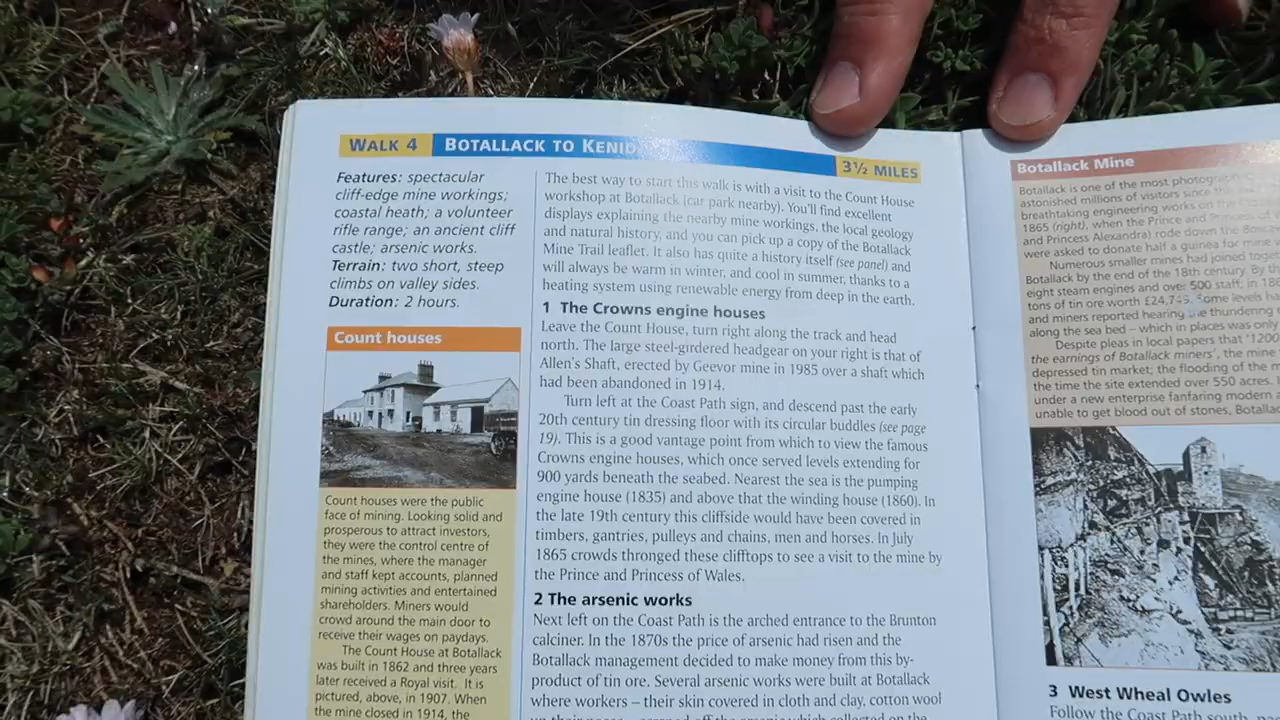 WALK 4
BOTALLACK TO KENID
3½ MILES
Features: spectacular
cliff-edge mine workings;
coastal heath; a volunteer
rifle range; an ancient cliff
castle; arsenic works.
Terrain: two short, steep
climbs on valley sides.
Duration: 2 hours.
Count houses
Count houses were the public
face of mining. Looking solid and
prosperous to attract investors,
they were the control centre of
the mines, where the manager
and staff kept accounts, planned
mining activities and entertained
shareholders. Miners would
crowd around the main door to
receive their wages on paydays.
The Count House at Botallack
was built in 1862 and three years
later received a Royal visit. It is
pictured, above, in 1907. When
the mine closed in 1914, the
The best way to start this walk is with a visit to the Count House
workshop at Botallack (car park nearby). You'll find excellent
displays explaining the nearby mine workings, the local geology
and natural history, and you can pick up a copy of the Botallack
Mine Trail leaflet. It also has quite a history itself (see panel) and
will always be warm in winter, and cool in summer, thanks to a
heating system using renewable energy from deep in the earth.
1 The Crowns engine houses
Leave the Count House, turn right along the track and head
north. The large steel-girdered headgear on your right is that of
Allen's Shaft, erected by Geevor mine in 1985 over a shaft which
had been abandoned in 1914.
Turn left at the Coast Path sign, and descend past the early
20th century tin dressing floor with its circular buddles (see page
19). This is a good vantage point from which to view the famous
Crowns engine houses, which once served levels extending for
900 yards beneath the seabed. Nearest the sea is the pumping
engine house (1835) and above that the winding house (1860). In
the late 19th century this cliffside would have been covered in
timbers, gantries, pulleys and chains, men and horses. In July
1865 crowds thronged these clifftops to see a visit to the mine by
the Prince and Princess of Wales.
2 The arsenic works
Next left on the Coast Path is the arched entrance to the Brunton
calciner. In the 1870s the price of arsenic had risen and the
Botallack management decided to make money from this by-
product of tin ore. Several arsenic works were built at Botallack
where workers – their skin covered in cloth and clay, cotton wool
Botallack Mine
Botallack is one of the most photograph
astonished millions of visitors since the
breathtaking engineering works on the
1865 (right), when the Prince and Princess of
and Princess Alexandra) rode down the Bosca
were asked to donate half a guinea for mine
Numerous smaller mines had joined toget
Botallack by the end of the 18th century. By th
eight steam engines and over 500 staff; in 18
tons of tin ore worth £24,74 Some levels ha
and miners reported hearing the thundering
along the sea bed – which in places was only
Despite pleas in local papers that '1200
the earnings of Botallack miners', the mine
depressed tin market; the flooding of the m
the time the site extended over 550 acres.
under a new enterprise fanfaring modern
unable to get blood out of stones, Botalla
3 West Wheal Owles
Follow the Coast Path south,